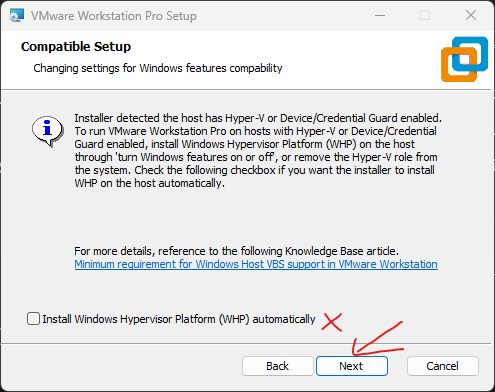 VMware Workstation Pro Setup
Compatible Setup
Changing settings for Windows features compability
Installer detected the host has Hyper-V or Device/Credential Guard enabled.
To run VMware Workstation Pro on hosts with Hyper-V or Device/Credential
Guard enabled, install Windows Hypervisor Platform (WHP) on the host
through 'turn Windows features on or off', or remove the Hyper-V role from
the system. Check the following checkbox if you want the installer to install
WHP on the host automatically.
For more details, reference to the following Knowledge Base article.
Minimum requirement for Windows Host VBS support in VMware Workstation
Install Windows Hypervisor Platform (WHP) automatically
Back Next Cancel